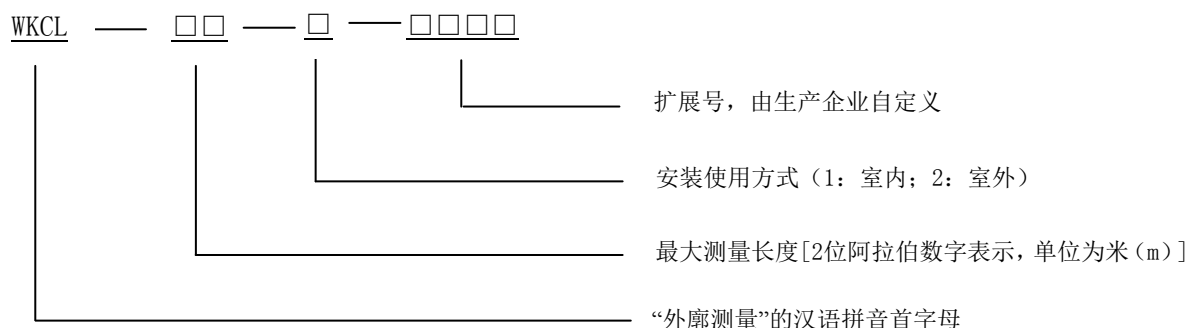 WKCL —— □□ —— □ —— □□□□
扩展号，由生产企业自定义
安装使用方式（1：室内；2：室外）
最大测量长度[2位阿拉伯数字表示，单位为米（m）]
“外廓测量”的汉语拼音首字母